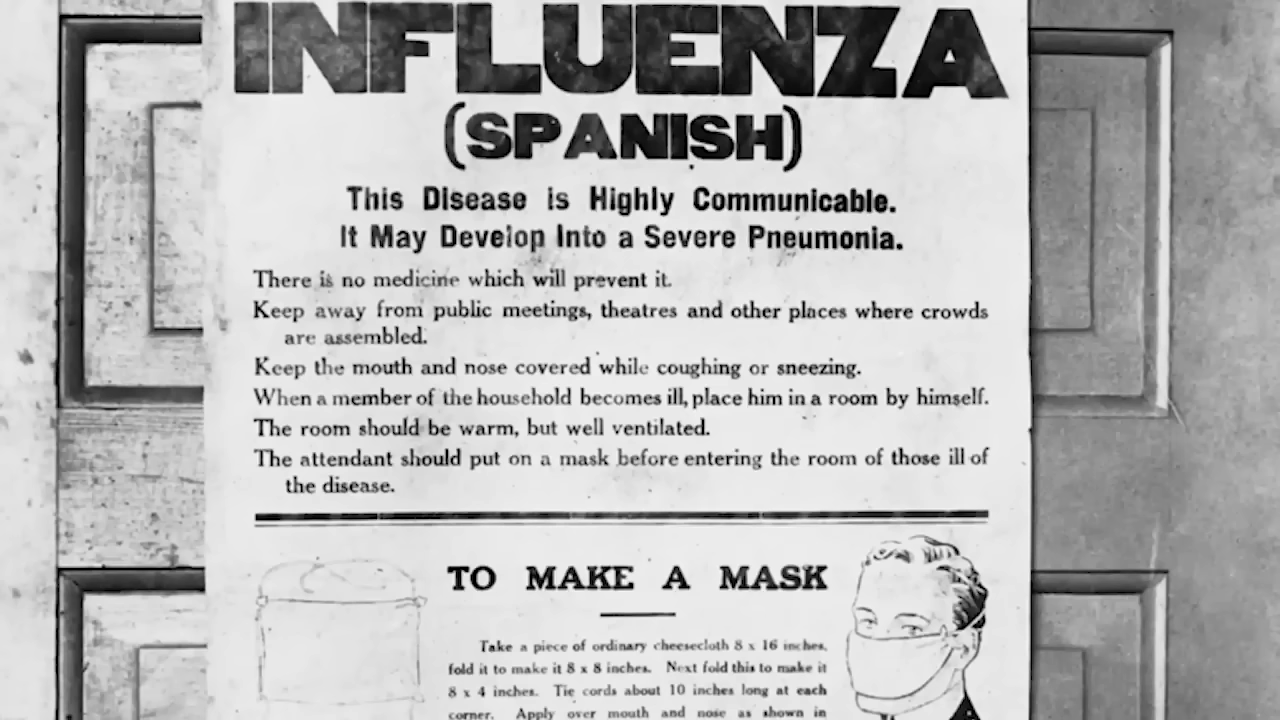 INFLUENZA
(SPANISH)
This Disease is Highly Communicable.
It May Develop Into a Severe Pneumonia.
There is no medicine which will prevent it.
Keep away from public meetings, theatres and other places where crowds
are assembled.
Keep the mouth and nose covered while coughing or sneezing.
When a member of the household becomes ill, place him in a room by himself.
The room should be warm, but well ventilated.
The attendant should put on a mask before entering the room of those ill of
the disease.
TO MAKE A MASK
Take a piece of ordinary cheesecloth 8 x 16 inches,
fold it to make it 8 x 8 inches. Next fold this to make it
8 x 4 inches. Tie cords about 10 inches long at each
corner. Apply over mouth and nose as shown in